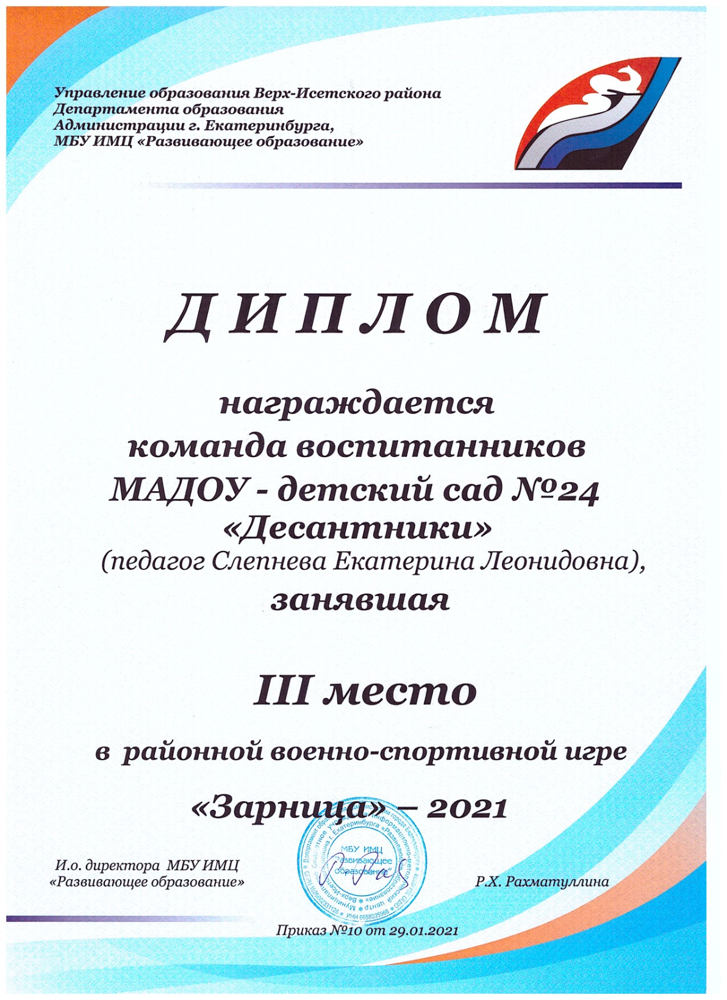 Управление образования Верх-Исетского района
Департамента образования
Администрации г. Екатеринбурга,
МБУ ИМЦ «Развивающее образование»
ДИПЛОМ
награждается
команда воспитанников
МАДОУ - детский сад №24
«Десантники»
(педагог Слепнева Екатерина Леонидовна),
занявшая
III место
в районной военно-спортивной игре
«Зарница» – 2021
МБУ ИМЦ
"Развивающее
образование"
ИНН 6658035966
И.о. директора МБУ ИМЦ
«Развивающее образование»
Р.Х. Рахматуллина
Приказ №10 от 29.01.2021